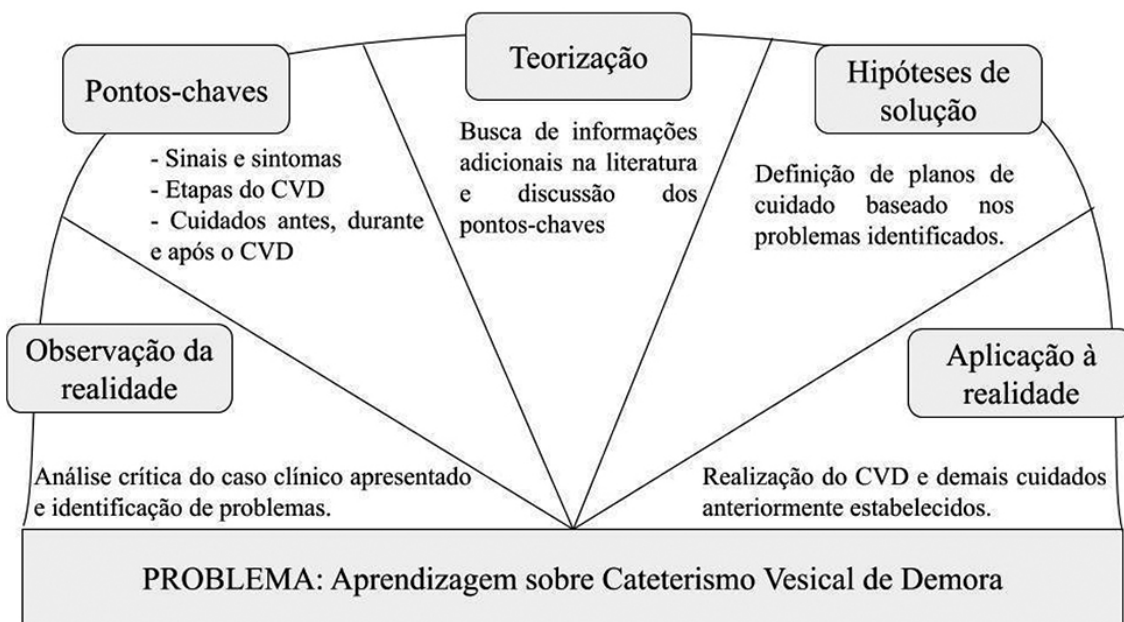 Observação da
realidade
Análise crítica do caso clínico apresentado
e identificação de problemas.
Pontos-chaves
- Sinais e sintomas
- Etapas do CVD
- Cuidados antes, durante
e após o CVD
Teorização
Busca de informações
adicionais na literatura
e discussão dos
pontos-chaves
Hipóteses de
solução
Definição de planos de
cuidado baseado nos
problemas identificados.
Aplicação à
realidade
Realização do CVD e demais cuidados
anteriormente estabelecidos.
PROBLEMA: Aprendizagem sobre Cateterismo Vesical de Demora